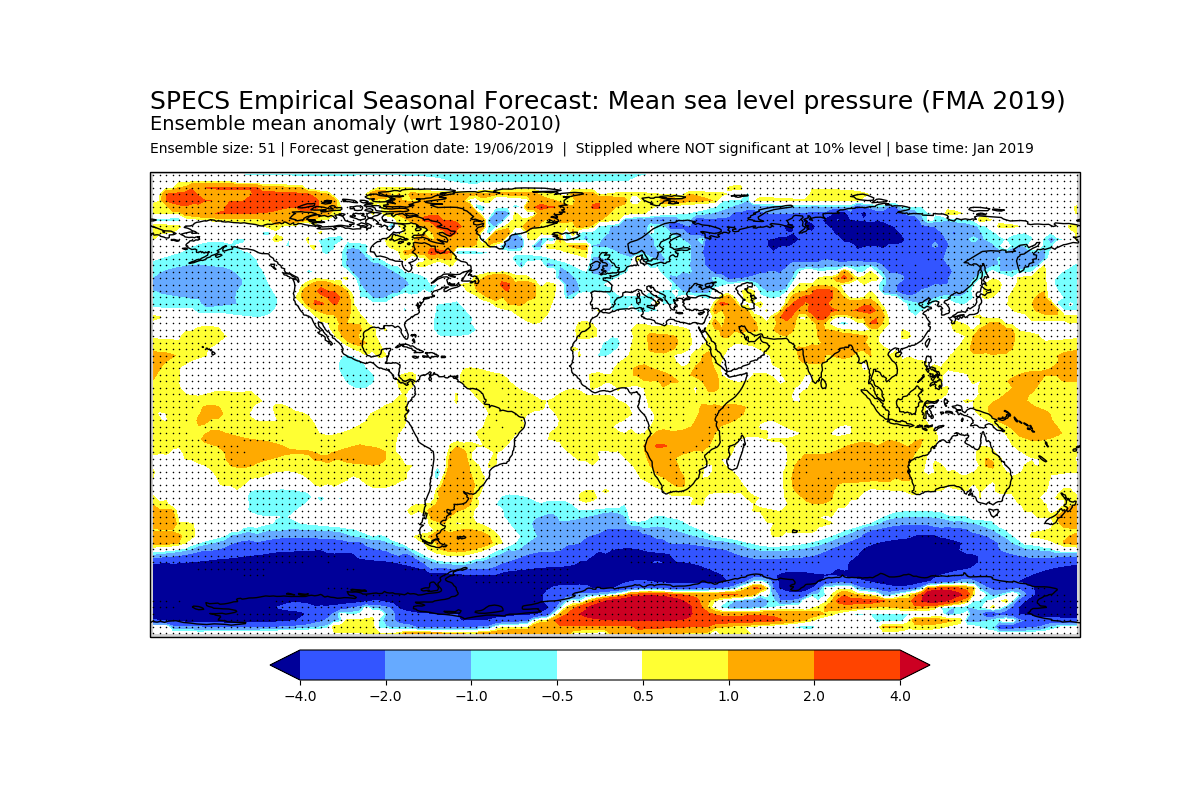 SPECS Empirical Seasonal Forecast: Mean sea level pressure (FMA 2019)
Ensemble mean anomaly (wrt 1980-2010)
Ensemble size: 51 | Forecast generation date: 19/06/2019 | Stippled where NOT significant at 10% level | base time: Jan 2019
−4.0 −2.0 −1.0 −0.5 0.5 1.0 2.0 4.0